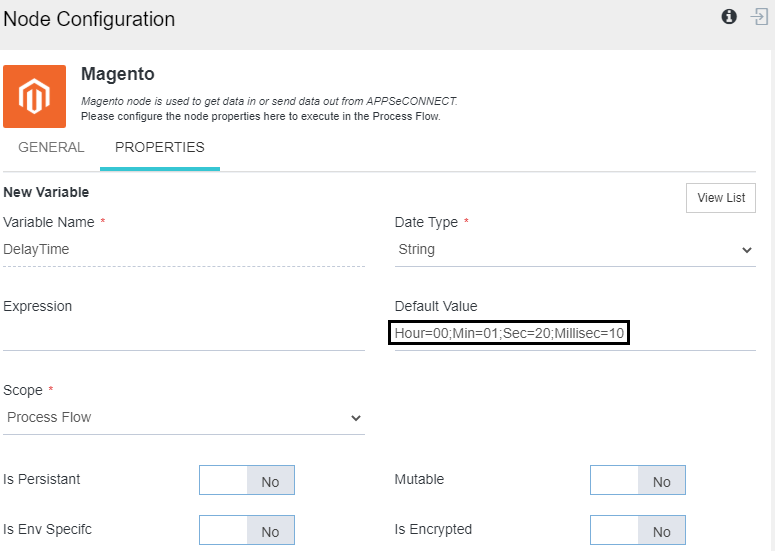 Node Configuration
Magento
Magento node is used to get data in or send data out from APPSeCONNECT.
Please configure the node properties here to execute in the Process Flow.
GENERAL PROPERTIES
New Variable
View List
Variable Name * Date Type *
DelayTime String
Expression Default Value
Hour=00;Min=01;Sec=20;Millisec=10
Scope *
Process Flow
Is Persistant No Mutable No
Is Env Specifc No Is Encrypted No